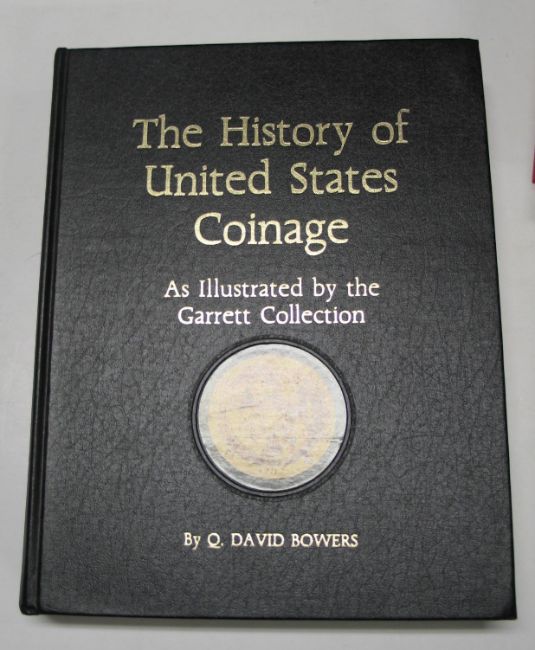 The History of
United States
Coinage
As Illustrated by the
Garrett Collection
By Q. DAVID BOWERS